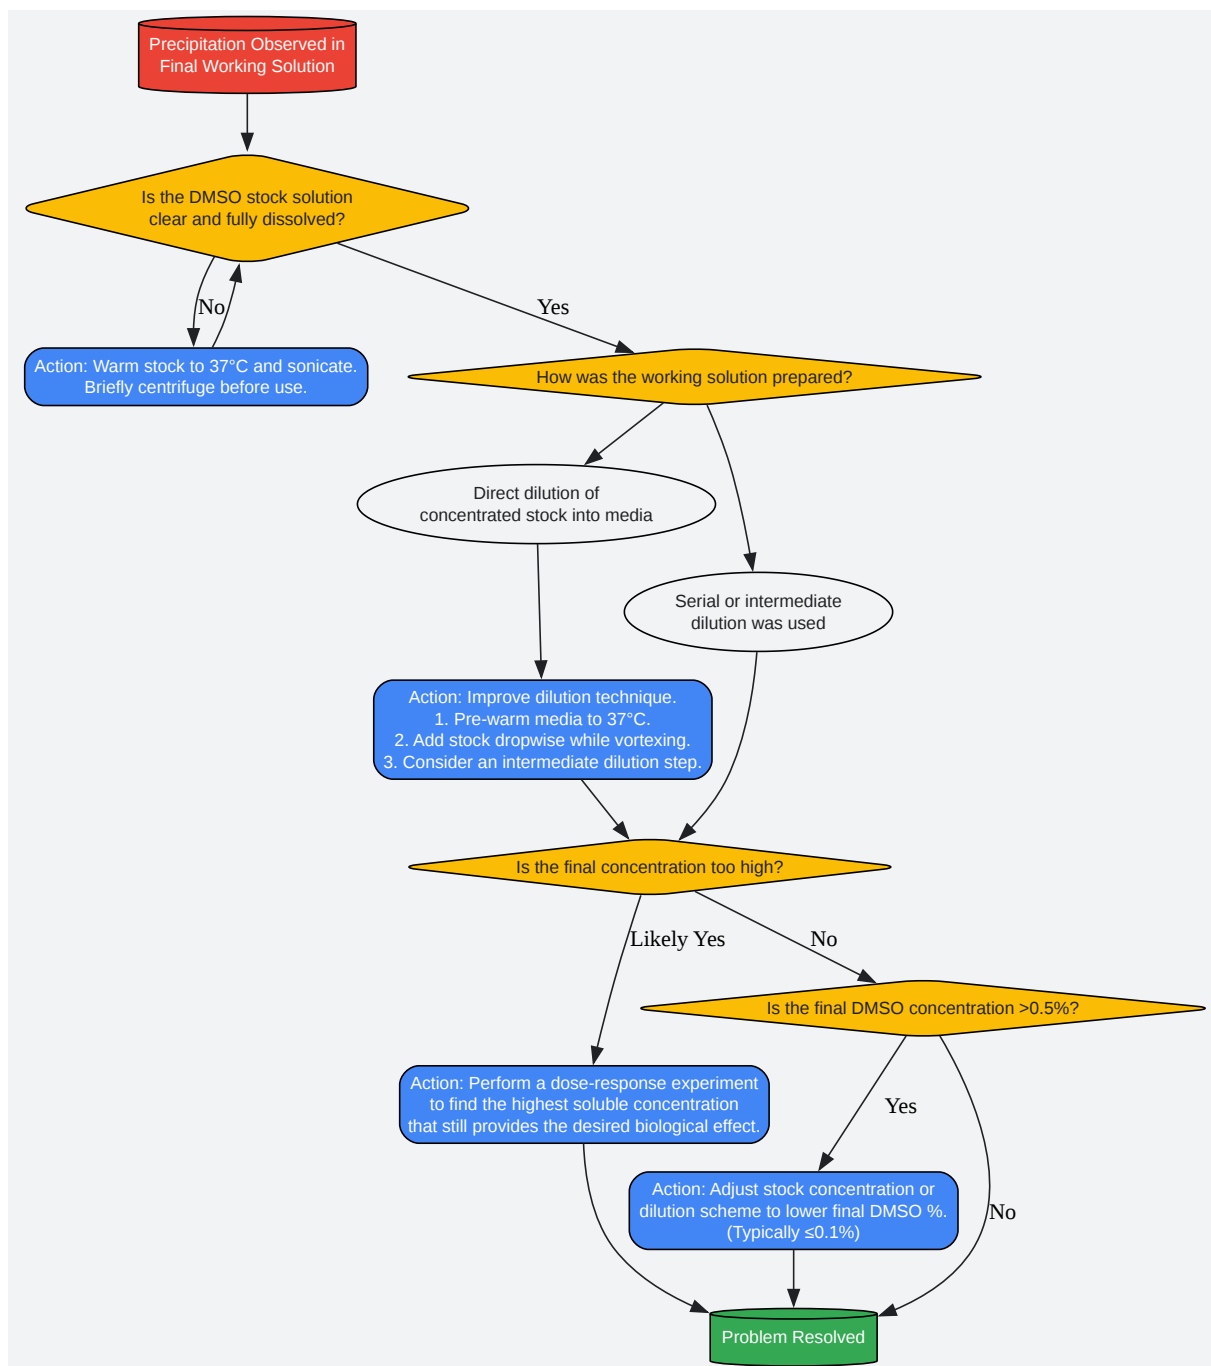 Precipitation Observed in
Final Working Solution
Is the DMSO stock solution
clear and fully dissolved?
No
Yes
Action: Warm stock to 37°C and sonicate.
Briefly centrifuge before use.
How was the working solution prepared?
Direct dilution of
concentrated stock into media
Serial or intermediate
dilution was used
Action: Improve dilution technique.
1. Pre-warm media to 37°C.
2. Add stock dropwise while vortexing.
3. Consider an intermediate dilution step.
Is the final concentration too high?
Likely Yes
No
Is the final DMSO concentration >0.5%?
Action: Perform a dose-response experiment
to find the highest soluble concentration
that still provides the desired biological effect.
Yes
Action: Adjust stock concentration or
dilution scheme to lower final DMSO %.
(Typically ≤0.1%)
No
Problem Resolved